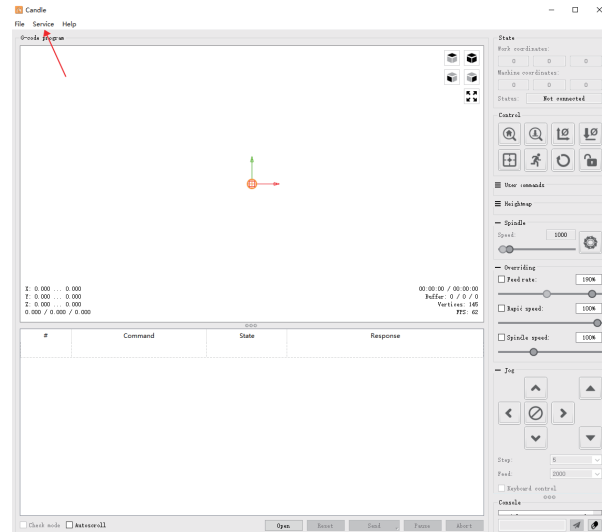 Candle
File Service Help
G-code program
State
Work coordinates:
0 0 0
Machine coordinates:
0 0 0
Status: Not connected
Control
User commands
Heightmap
Spindle
Speed: 1000
Overriding
Feed rate: 190%
Rapid speed: 100%
Spindle speed: 100%
X: 0.000 ... 0.000
Y: 0.000 ... 0.000
Z: 0.000 ... 0.000
0.000 / 0.000 / 0.000
00:00:00 / 00:00:00
Buffer: 0 / 0 / 0
Vertices: 145
FPS: 62
# Command State Response
Jog
Step: 5
Feed: 2000
Keyboard control
Console
Check mode Autoscroll
Open Reset Send Pause Abort